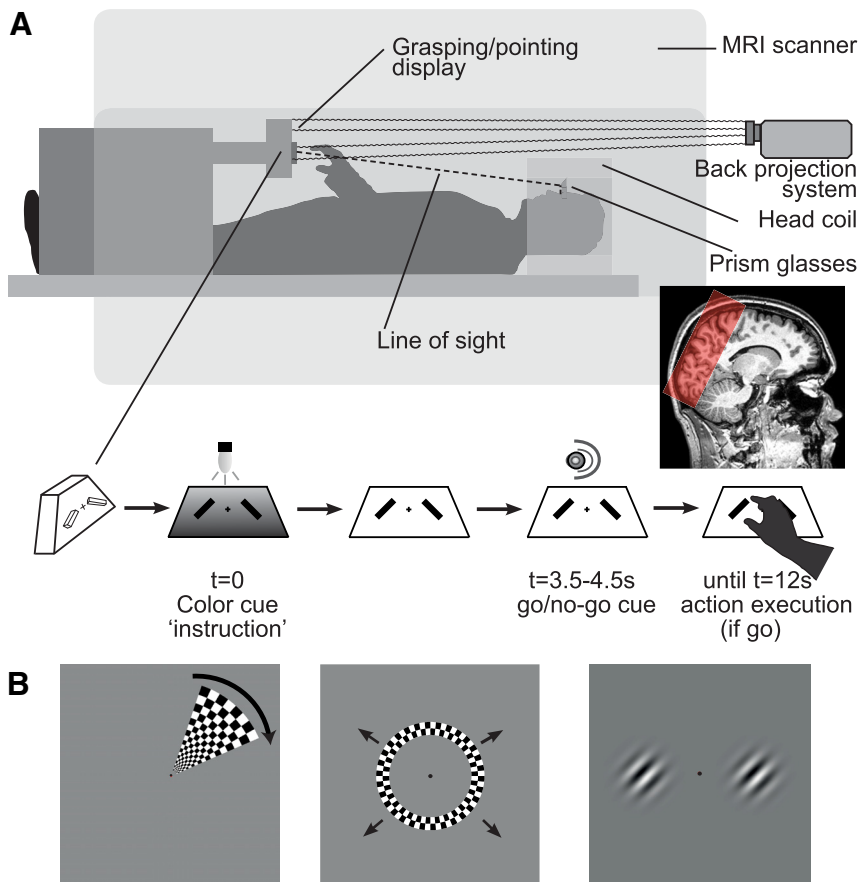 A
Grasping/pointing
display
MRI scanner
Back projection
system
Head coil
Prism glasses
Line of sight
t=0
Color cue
‘instruction’
t=3.5-4.5s
go/no-go cue
until t=12s
action execution
(if go)
B